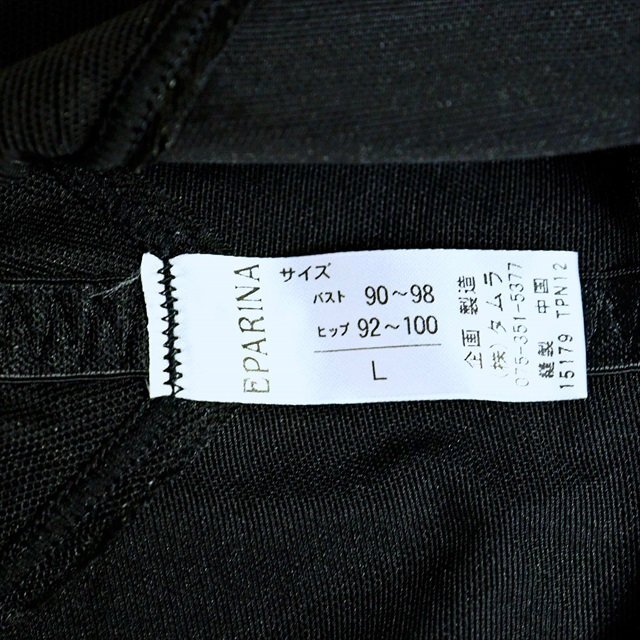 EPARINA
サイズ
バスト 90～98
ヒップ 92～100
L
企画 製造
㈱タムラ
075-351-5377
縫製 中国
15179 TPN12